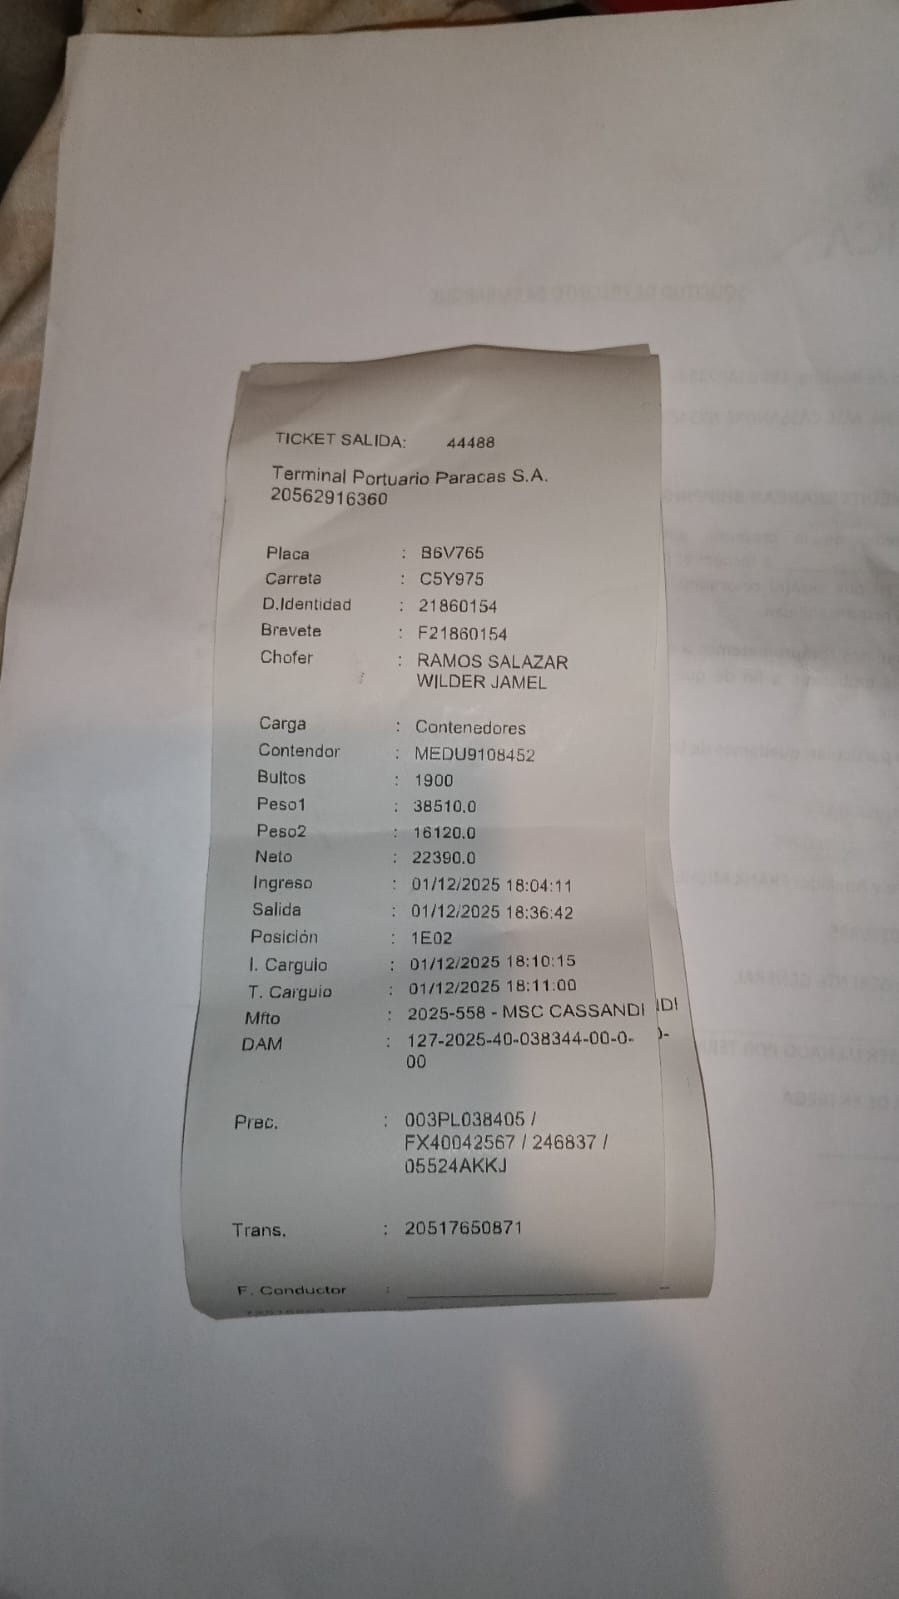 TICKET SALIDA: 44488
Terminal Portuario Paracas S.A.
20562916360
Placa : B6V765
Carreta : C5Y975
D.Identidad : 21860154
Brevete : F21860154
Chofer : RAMOS SALAZAR
WILDER JAMEL
Carga : Contenedores
Contendor : MEDU9108452
Bultos : 1900
Peso1 : 38510.0
Peso2 : 16120.0
Neto : 22390.0
Ingreso : 01/12/2025 18:04:11
Salida : 01/12/2025 18:36:42
Posición : 1E02
I. Carguio : 01/12/2025 18:10:15
T. Carguio : 01/12/2025 18:11:00
Mfto : 2025-558 - MSC CASSANDI
DAM : 127-2025-40-038344-00-0-
00
Prec. : 003PL038405 /
FX40042567 / 246837 /
05524AKKJ
Trans. : 20517650871
F. Conductor :